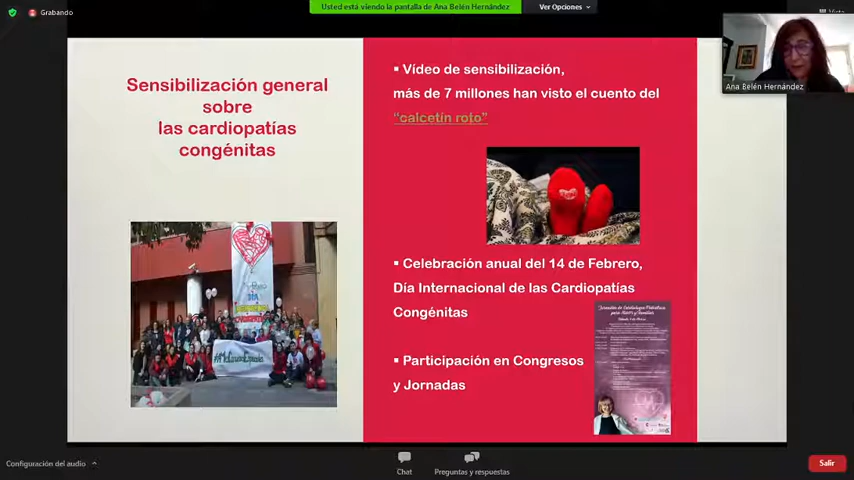 Grabando
Usted está viendo la pantalla de Ana Belén Hernández
Ver Opciones
Ana Belén Hernández
Sensibilización general
sobre
las cardiopatías
congénitas
▪ Vídeo de sensibilización,
más de 7 millones han visto el cuento del
“calcetín roto”
▪ Celebración anual del 14 de Febrero,
Día Internacional de las Cardiopatías
Congénitas
▪ Participación en Congresos
y Jornadas
Configuración del audio
Chat
Preguntas y respuestas
Salir